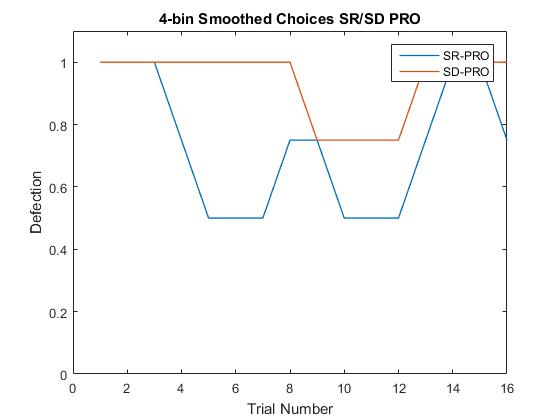 4-bin Smoothed Choices SR/SD PRO
SR-PRO
SD-PRO
1
0.8
0.6
0.4
0.2
0
Defection
0 2 4 6 8 10 12 14 16
Trial Number